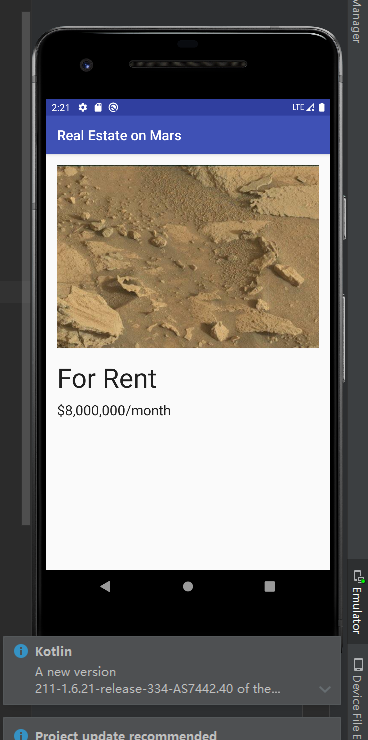 Manager
2:21
LTE
Real Estate on Mars
For Rent
$8,000,000/month
Emulator
Kotlin
A new version
211-1.6.21-release-334-AS7442.40 of the...
Device File E
Project update recommended